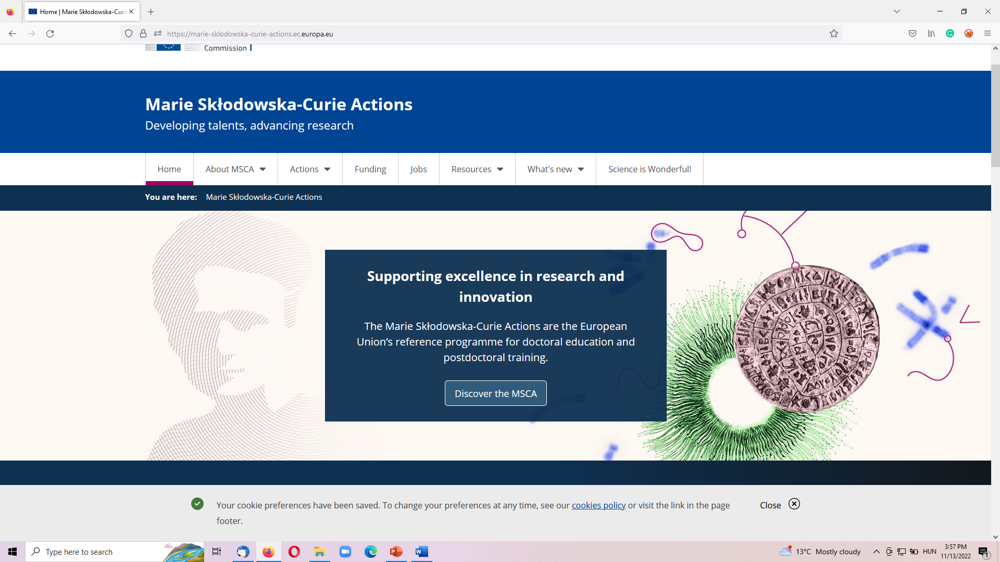 Home | Marie Skłodowska-Curie
https://marie-sklodowska-curie-actions.ec.europa.eu
Commission
Marie Skłodowska-Curie Actions
Developing talents, advancing research
Home About MSCA Actions Funding Jobs Resources What's new Science is Wonderful!
You are here: Marie Skłodowska-Curie Actions
Supporting excellence in research and
innovation
The Marie Skłodowska-Curie Actions are the European
Union’s reference programme for doctoral education and
postdoctoral training.
Discover the MSCA
Your cookie preferences have been saved. To change your preferences at any time, see our cookies policy or visit the link in the page
footer.
Close
Type here to search
13°C Mostly cloudy
HUN
3:57 PM
11/13/2022
1